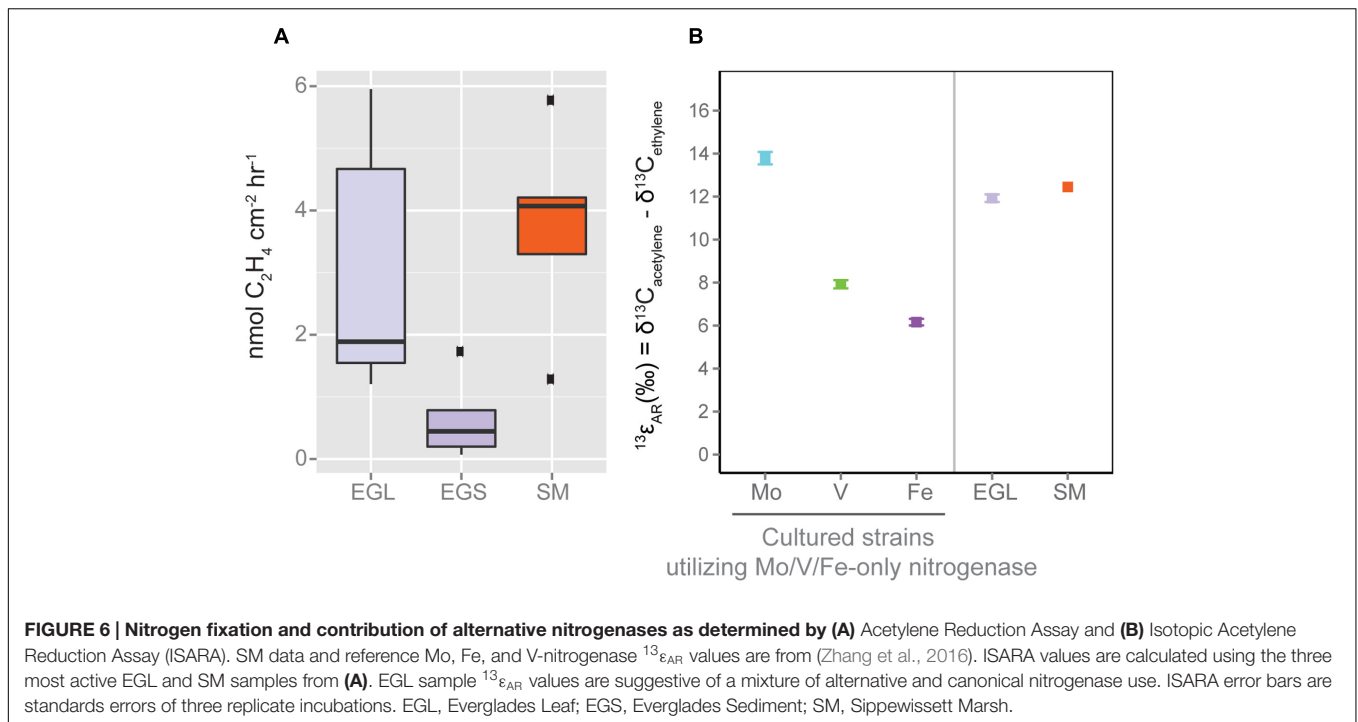 A
B
nmol C2H4 cm-2 hr-1
6
4
2
0
EGL EGS SM
13εAR(‰) = δ13Cacetylene - δ13Cethylene
16
14
12
10
8
6
4
2
0
Mo V Fe EGL SM
Cultured strains
utilizing Mo/V/Fe-only nitrogenase
FIGURE 6 | Nitrogen fixation and contribution of alternative nitrogenases as determined by (A) Acetylene Reduction Assay and (B) Isotopic Acetylene
Reduction Assay (ISARA). SM data and reference Mo, Fe, and V-nitrogenase 13εAR values are from (Zhang et al., 2016). ISARA values are calculated using the three
most active EGL and SM samples from (A). EGL sample 13εAR values are suggestive of a mixture of alternative and canonical nitrogenase use. ISARA error bars are
standards errors of three replicate incubations. EGL, Everglades Leaf; EGS, Everglades Sediment; SM, Sippewissett Marsh.